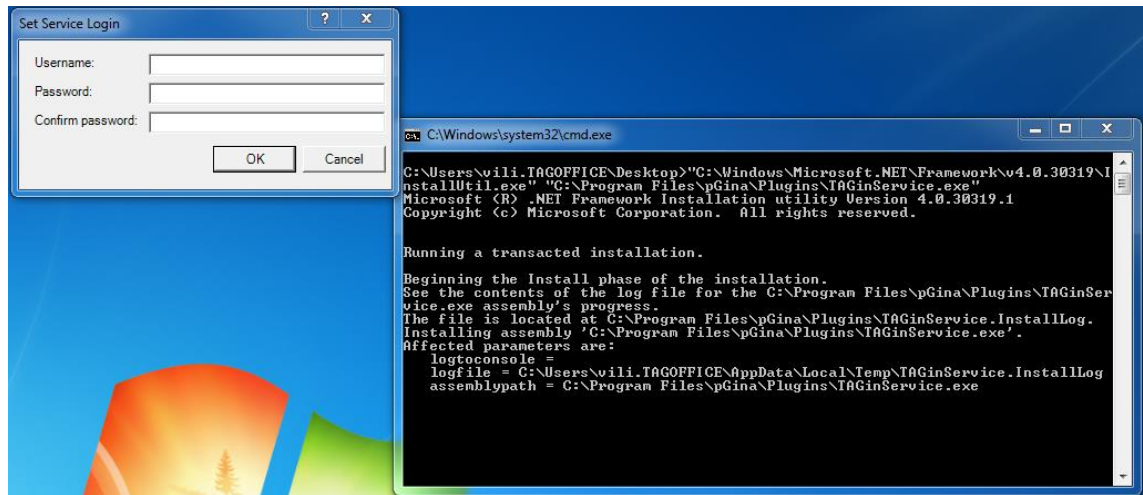 Set Service Login
Username:
Password:
Confirm password:
OK Cancel
C:\Windows\system32\cmd.exe
C:\Users\vili.TAGOFFICE\Desktop>"C:\Windows\Microsoft.NET\Framework\v4.0.30319\I
nstallUtil.exe" "C:\Program Files\pGina\Plugins\TAGinService.exe"
Microsoft (R) .NET Framework Installation utility Version 4.0.30319.1
Copyright (c) Microsoft Corporation.  All rights reserved.
Running a transacted installation.
Beginning the Install phase of the installation.
See the contents of the log file for the C:\Program Files\pGina\Plugins\TAGinSer
vice.exe assembly's progress.
The file is located at C:\Program Files\pGina\Plugins\TAGinService.InstallLog.
Installing assembly 'C:\Program Files\pGina\Plugins\TAGinService.exe'.
Affected parameters are:
logtoconsole =
logfile = C:\Users\vili.TAGOFFICE\AppData\Local\Temp\TAGinService.InstallLog
assemblypath = C:\Program Files\pGina\Plugins\TAGinService.exe